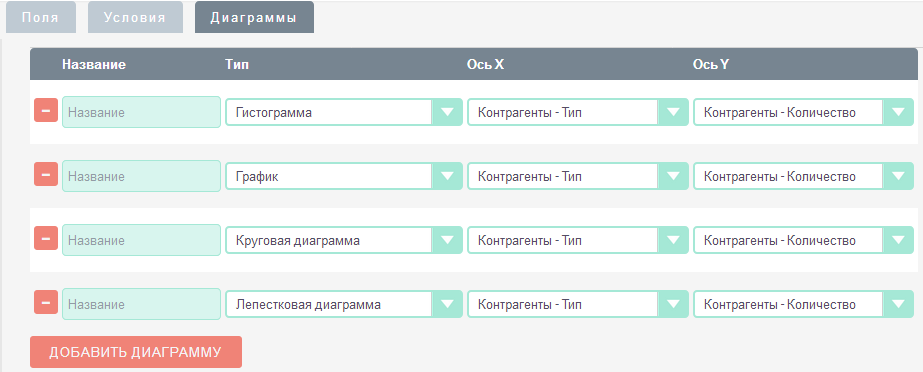 Поля Условия Диаграммы
Название Тип Ось X Ось Y
Название Гистограмма Контрагенты - Тип Контрагенты - Количество
Название График Контрагенты - Тип Контрагенты - Количество
Название Круговая диаграмма Контрагенты - Тип Контрагенты - Количество
Название Лепестковая диаграмма Контрагенты - Тип Контрагенты - Количество
ДОБАВИТЬ ДИАГРАММУ